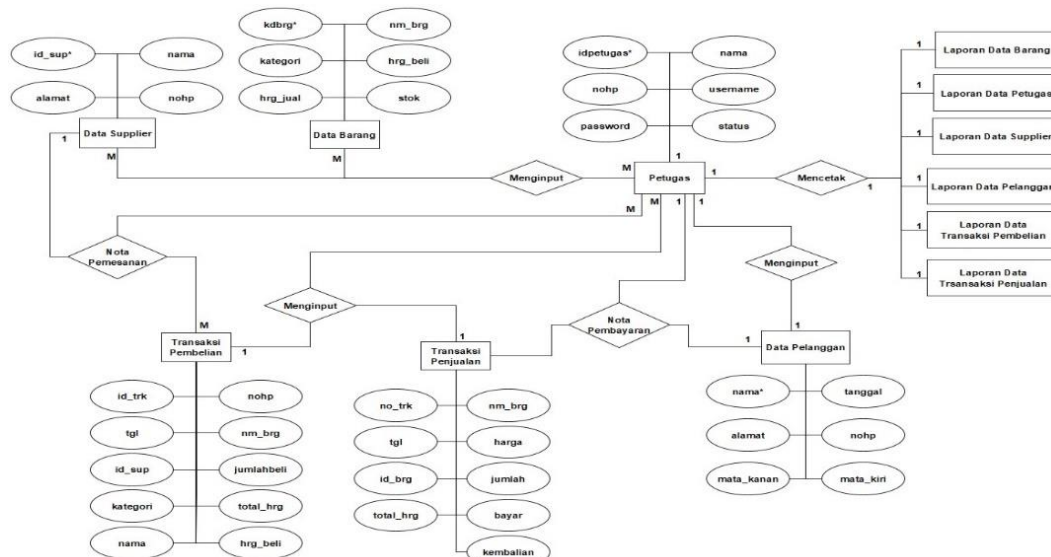 kdbrg*
nm_brg
id_sup*
nama
idpetugas*
nama
Laporan Data Barang
kategori
hrg_beli
nohp
username
Laporan Data Petugas
alamat
nohp
hrg_jual
stok
password
status
Laporan Data Supplier
1
Data Supplier
Data Barang
M
M
Menginput
M
1
Petugas
1
Mencetak
1
Laporan Data Pelanggan
M
M
1
1
Nota
Pemesanan
Menginput
Laporan Data
Transaksi Pembelian
Menginput
Nota
Pembayaran
Laporan Data
Trsansaksi Penjualan
1
1
1
1
1
1
M
Transaksi
Pembelian
1
1
Transaksi
Penjualan
1
1
1
Data Pelanggan
id_trk
nohp
no_trk
nm_brg
nama*
tanggal
tgl
nm_brg
tgl
harga
alamat
nohp
id_sup
jumlahbeli
id_brg
jumlah
mata_kanan
mata_kiri
kategori
total_hrg
total_hrg
bayar
nama
hrg_beli
kembalian